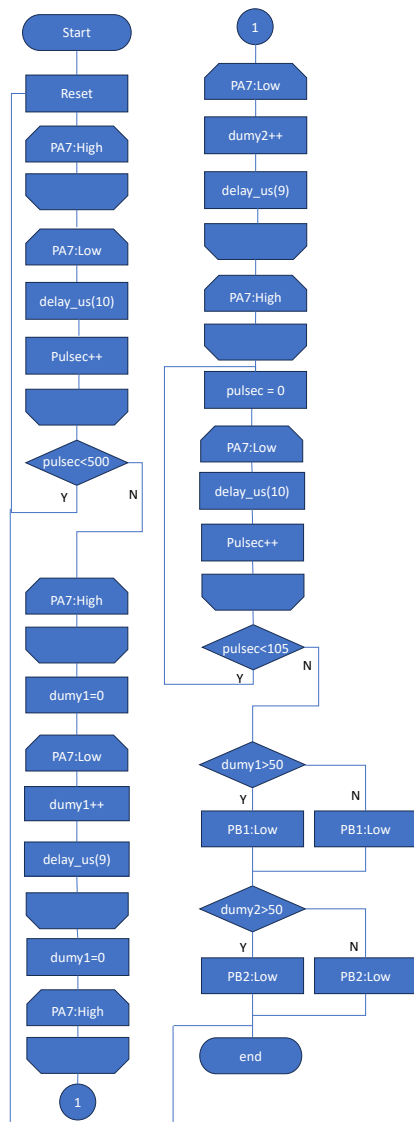 Start
Reset
PA7:High
PA7:Low
delay_us(10)
Pulsec++
pulsec<500
Y
N
PA7:High
dumy1=0
PA7:Low
dumy1++
delay_us(9)
dumy1=0
PA7:High
1
1
PA7:Low
dumy2++
delay_us(9)
PA7:High
pulsec = 0
PA7:Low
delay_us(10)
Pulsec++
pulsec<105
Y
N
dumy1>50
Y
N
PB1:Low
PB1:Low
dumy2>50
Y
N
PB2:Low
PB2:Low
end